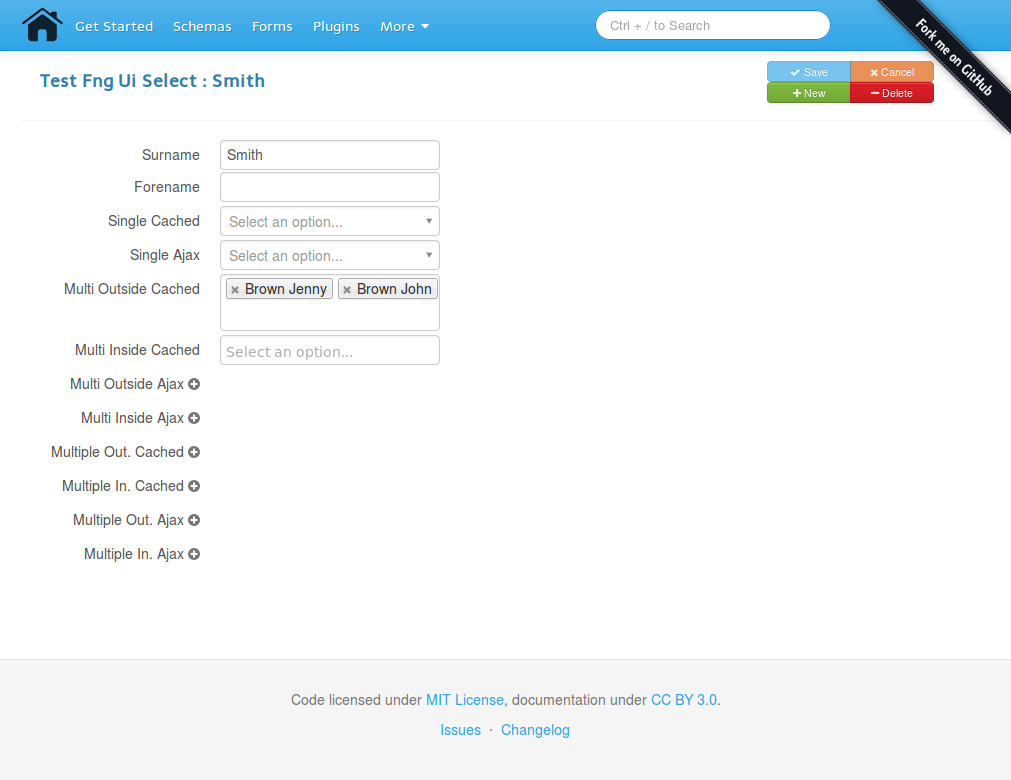 Get Started Schemas Forms Plugins More Ctrl + / to Search
Fork me on GitHub
Test Fng Ui Select : Smith
Save Cancel
New Delete
Surname Smith
Forename
Single Cached Select an option...
Single Ajax Select an option...
Multi Outside Cached Brown Jenny Brown John
Multi Inside Cached Select an option...
Multi Outside Ajax
Multi Inside Ajax
Multiple Out. Cached
Multiple In. Cached
Multiple Out. Ajax
Multiple In. Ajax
Code licensed under MIT License, documentation under CC BY 3.0.
Issues · Changelog